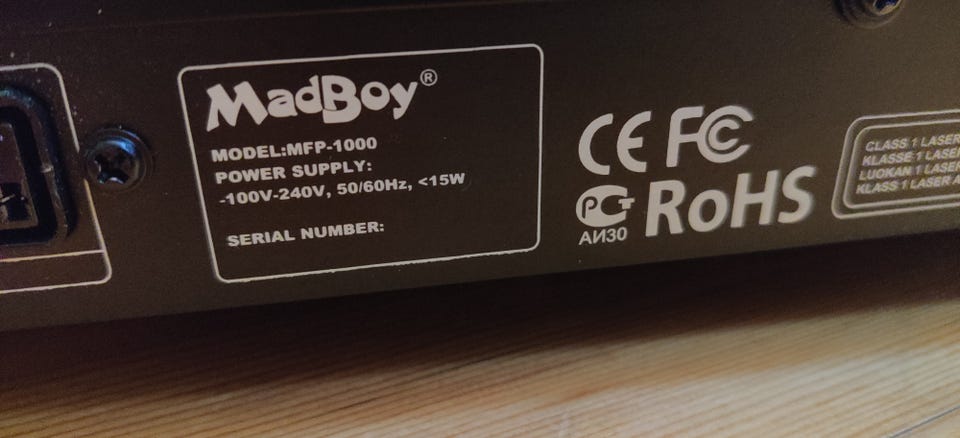 MadBoy®
MODEL:MFP-1000
POWER SUPPLY:
-100V-240V, 50/60Hz, <15W
SERIAL NUMBER:
CE FC
РСТ RoHS
АИ30
CLASS 1 LASER
KLASSE 1 LASER
LUOKAN 1 LASER
KLASS 1 LASER A